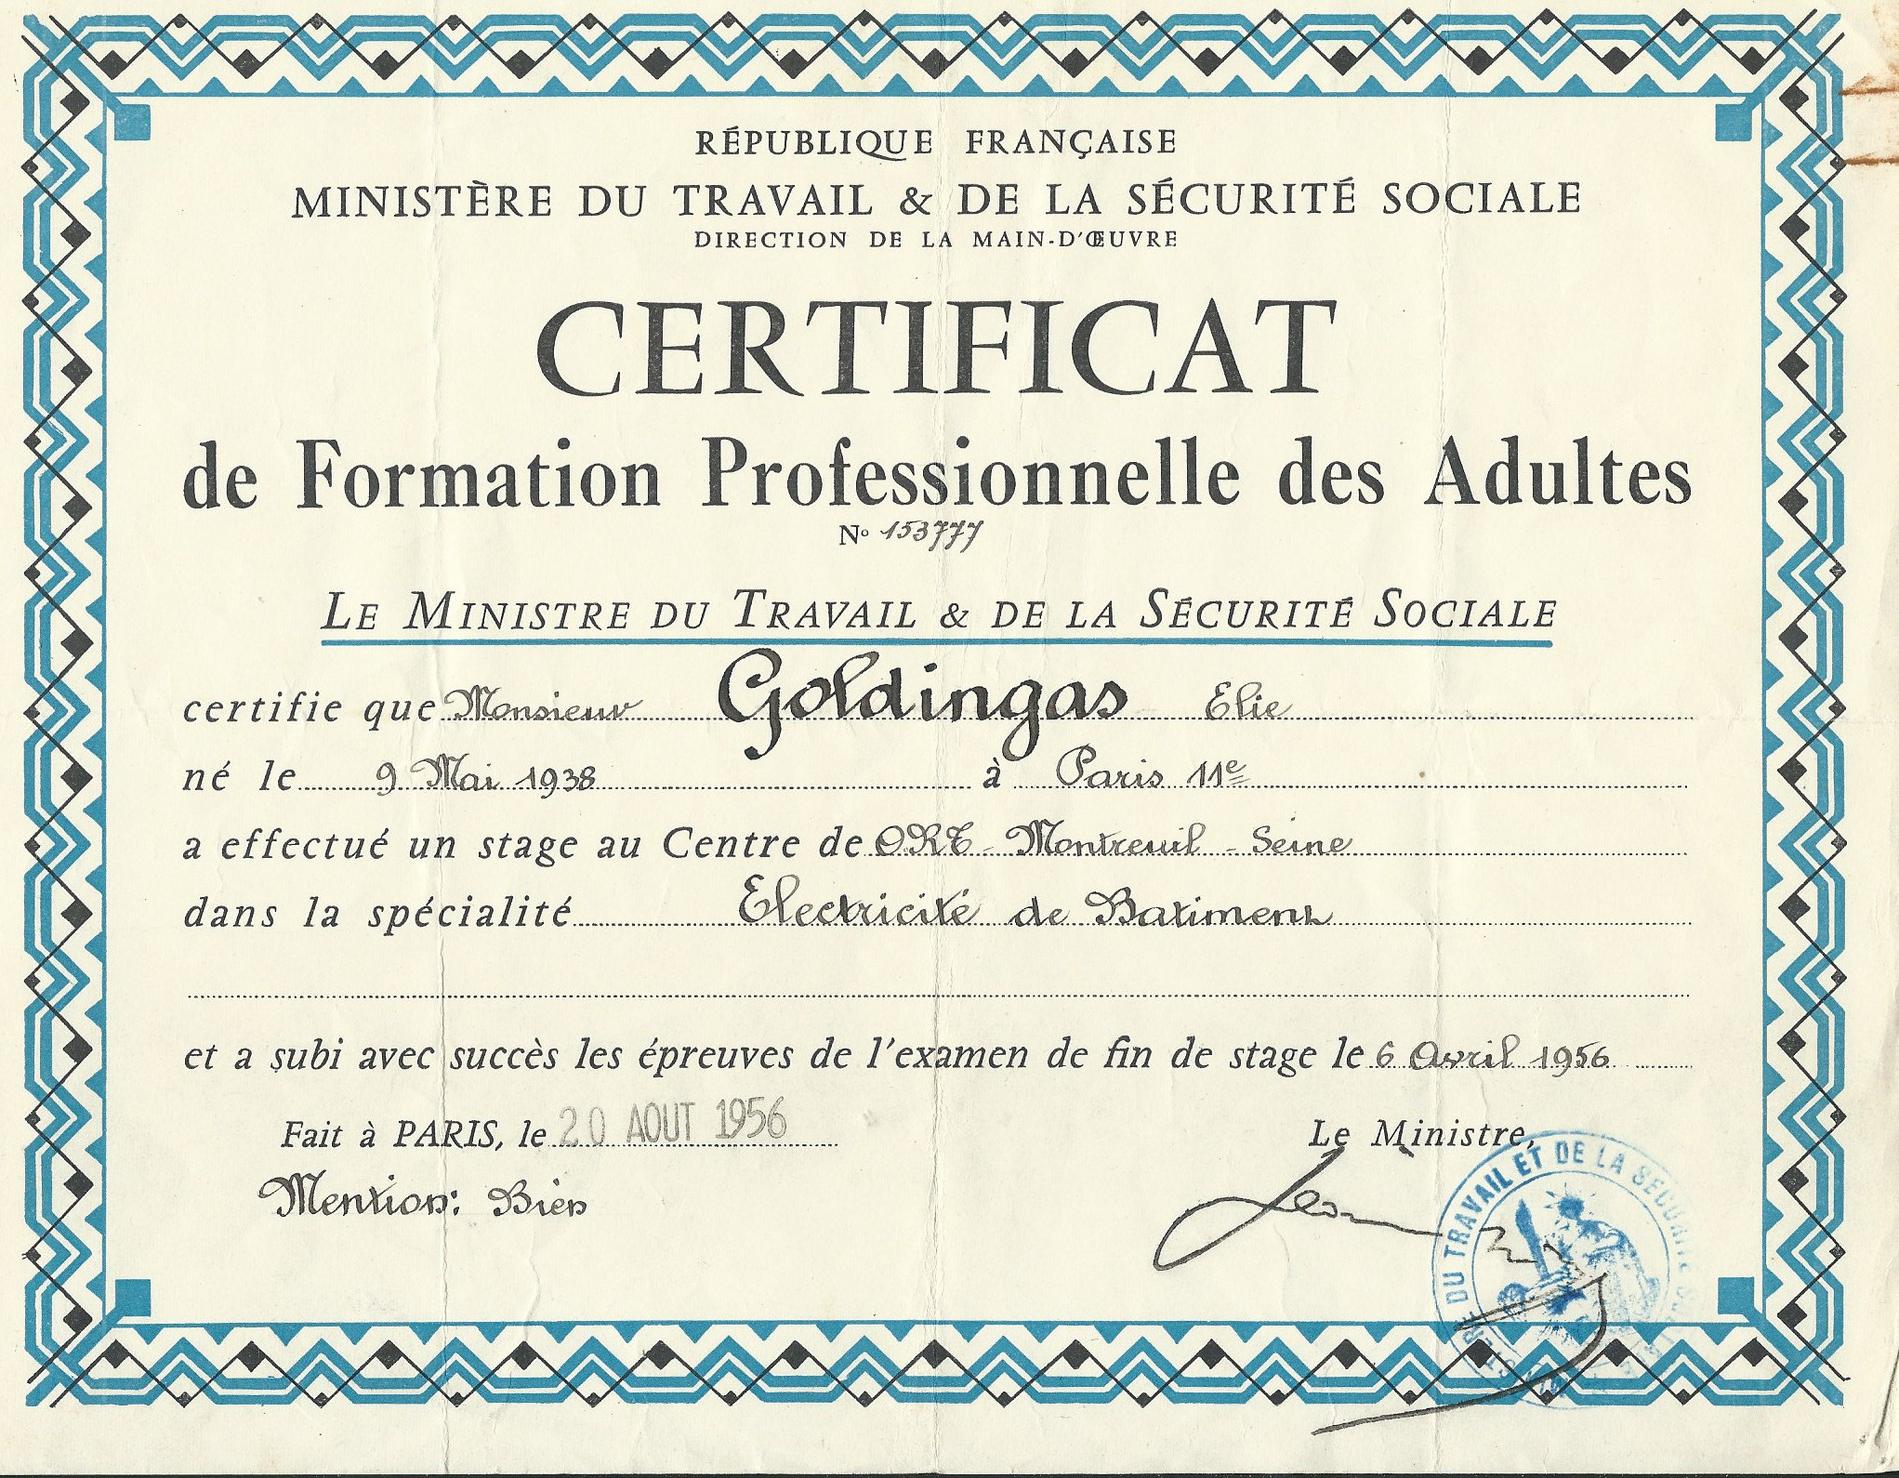 RÉPUBLIQUE FRANÇAISE
MINISTÈRE DU TRAVAIL & DE LA SÉCURITÉ SOCIALE
DIRECTION DE LA MAIN-D'ŒUVRE
CERTIFICAT
de Formation Professionnelle des Adultes
N° 153777
LE MINISTRE DU TRAVAIL & DE LA SÉCURITÉ SOCIALE
certifie que Monsieur Goldingas Elie
né le 9 Mai 1938 à Paris 11e
a effectué un stage au Centre de ORT - Montreuil - Seine
dans la spécialité Electricité de Batiment
et a subi avec succès les épreuves de l'examen de fin de stage le 6 Avril 1956
Fait à PARIS, le 20 AOUT 1956
Le Ministre,
Mention: Bien
DU TRAVAIL ET DE LA SECURITE